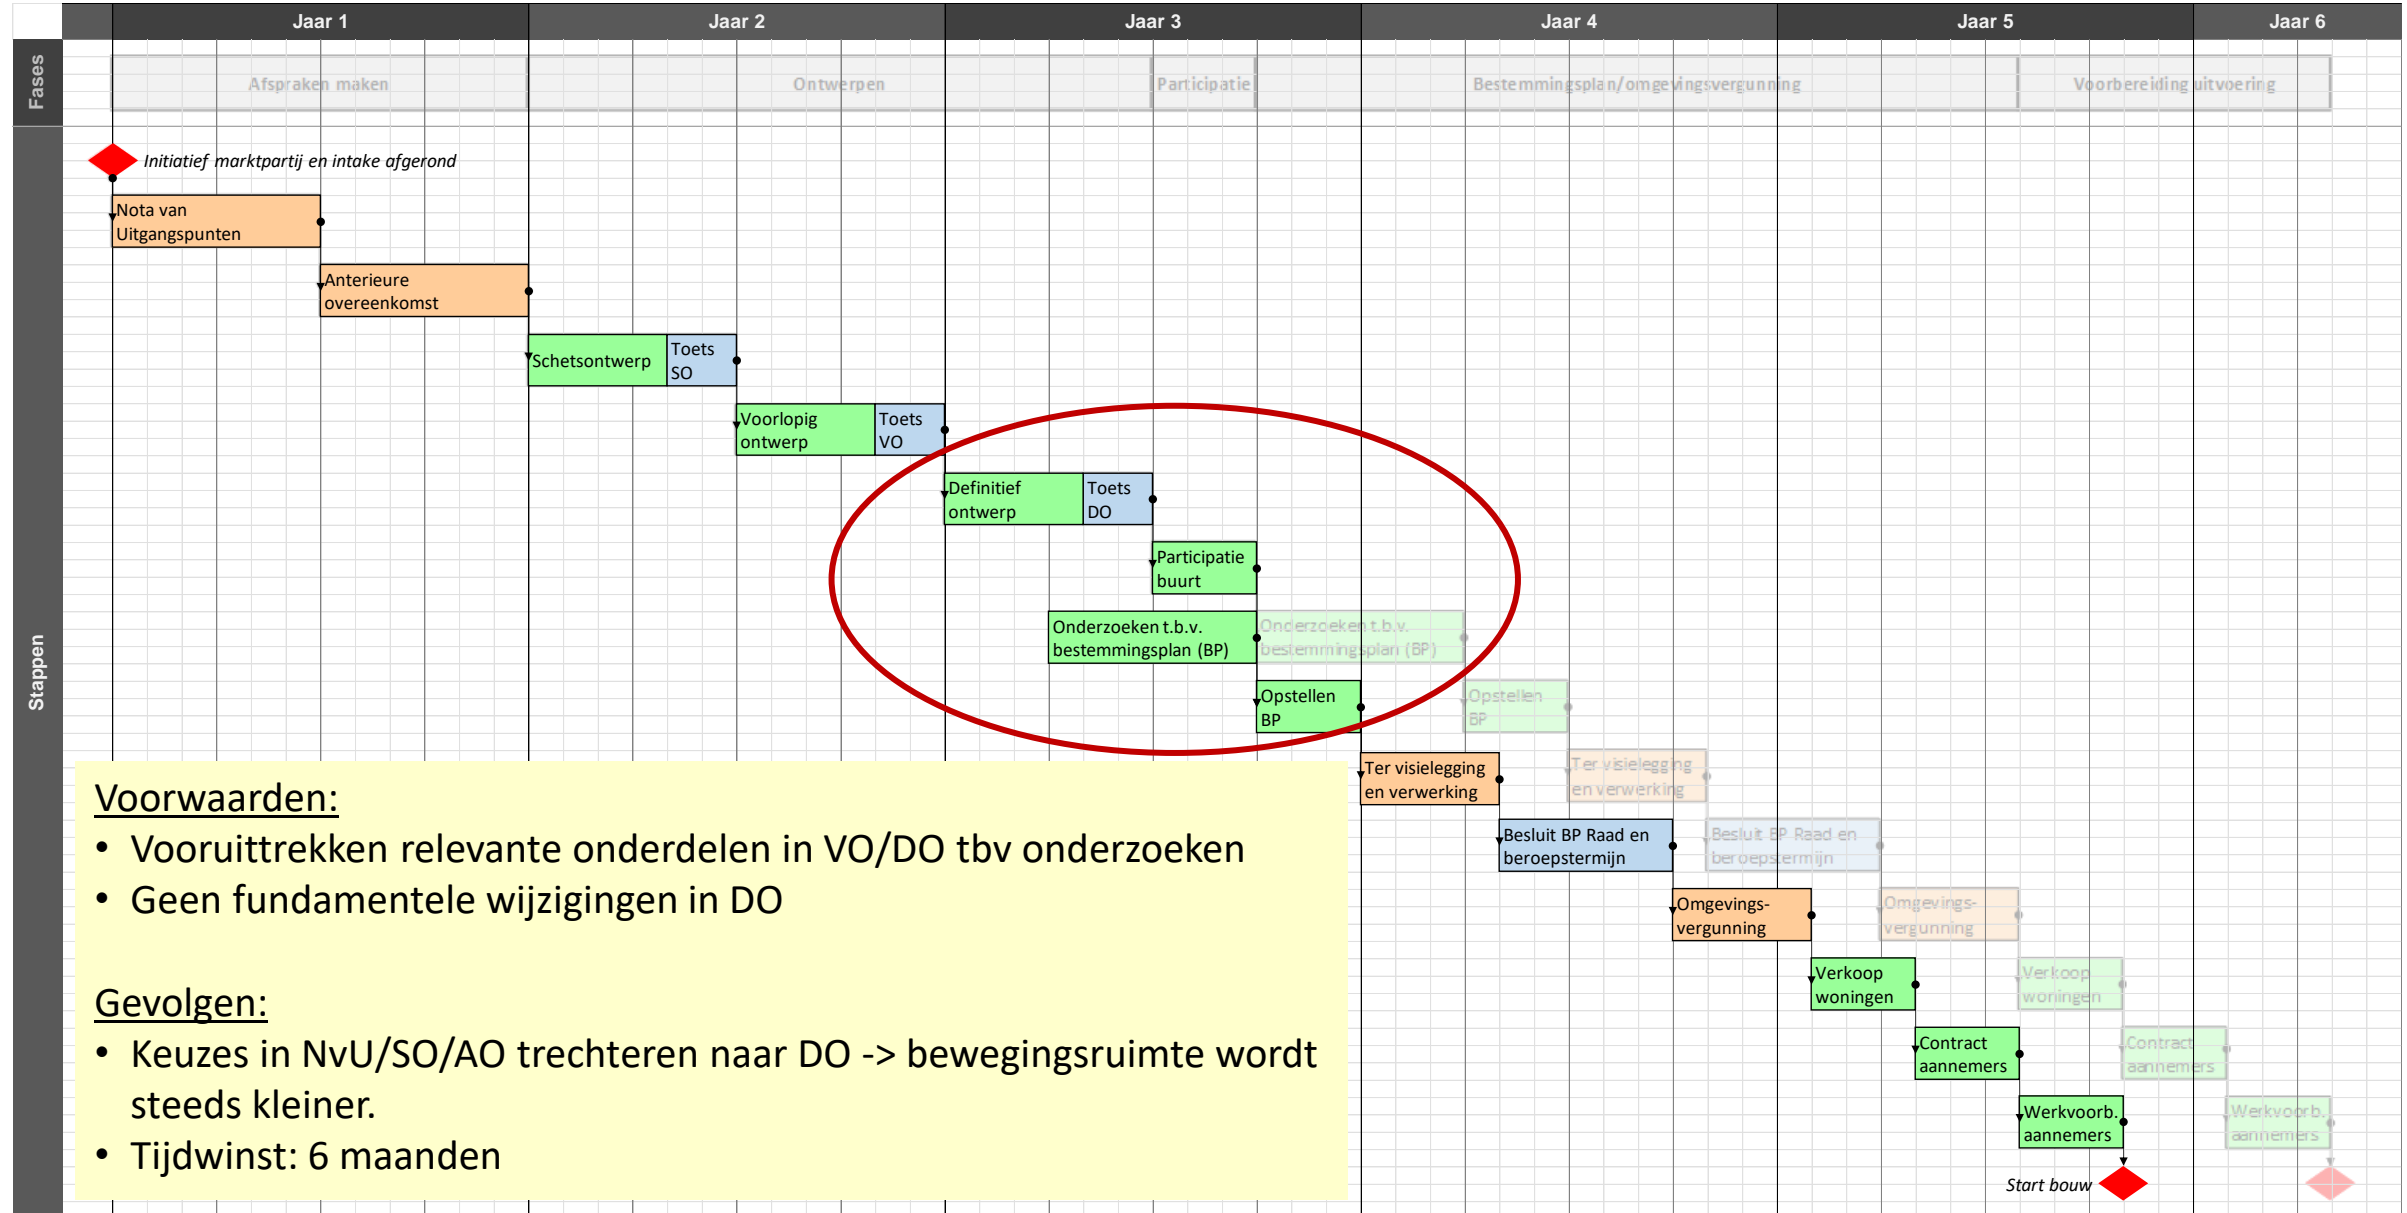 Jaar 1
Jaar 2
Jaar 3
Jaar 4
Jaar 5
Jaar 6
Fases
Afspraken maken
Ontwerpen
Participatie
Bestemmingsplan/omgevingsvergunning
Voorbereiding uitvoering
Stappen
Initiatief marktpartij en intake afgerond
Nota van
Uitgangspunten
Anterieure
overeenkomst
Schetsontwerp
Toets
SO
Voorlopig
ontwerp
Toets
VO
Definitief
ontwerp
Toets
DO
Participatie
buurt
Onderzoeken t.b.v.
bestemmingsplan (BP)
Onderzoeken t.b.v.
bestemmingsplan (BP)
Opstellen
BP
Opstellen
BP
Ter visielegging
en verwerking
Ter visielegging
en verwerking
Besluit BP Raad en
beroepstermijn
Besluit BP Raad en
beroepstermijn
Omgevings-
vergunning
Omgevings-
vergunning
Verkoop
woningen
Verkoop
woningen
Contract
aannemers
Contract
aannemers
Werkvoorb.
aannemers
Werkvoorb.
aannemers
Start bouw
Voorwaarden:
• Vooruittrekken relevante onderdelen in VO/DO tbv onderzoeken
• Geen fundamentele wijzigingen in DO
Gevolgen:
• Keuzes in NvU/SO/AO trechteren naar DO -> bewegingsruimte wordt
steeds kleiner.
• Tijdwinst: 6 maanden